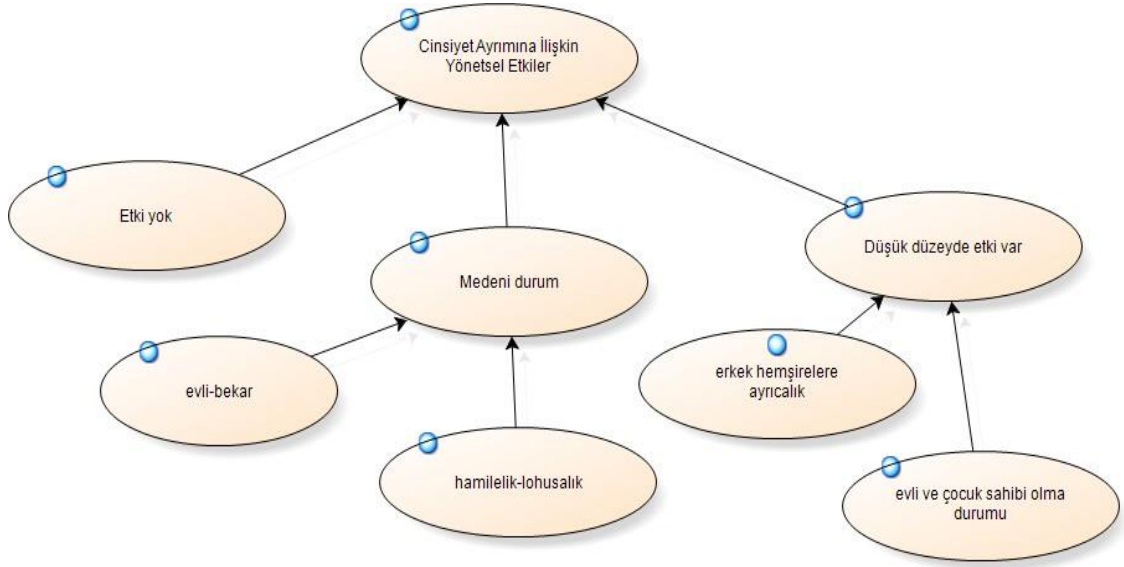 Cinsiyet Ayrımına İlişkin
Yönetsel Etkiler
Etki yok
Medeni durum
Düşük düzeyde etki var
evli-bekar
hamilelik-lohusalık
erkek hemşirelere
ayrıcalık
evli ve çocuk sahibi olma
durumu